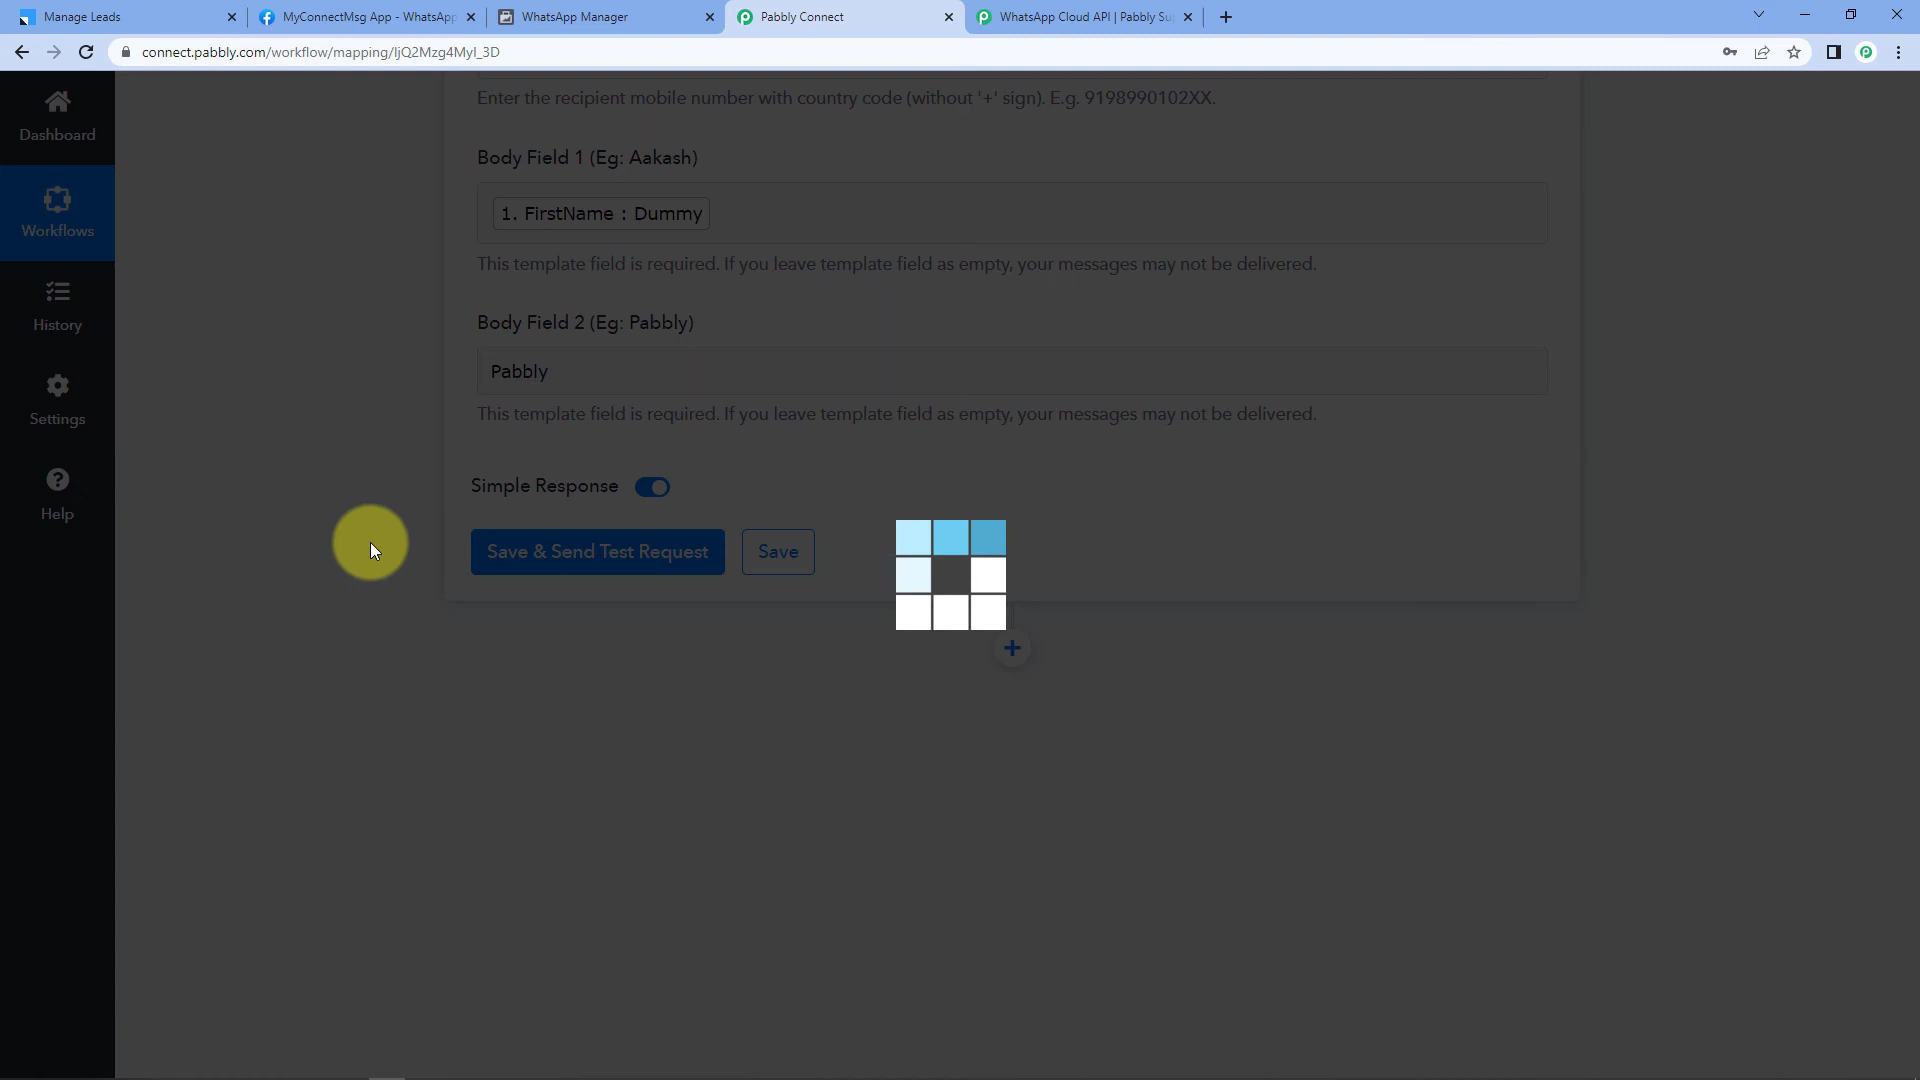 Manage Leads
MyConnectMsg App - WhatsApp
WhatsApp Manager
Pabbly Connect
WhatsApp Cloud API | Pabbly Su
connect.pabbly.com/workflow/mapping/IjQ2Mzg4MyI_3D
Dashboard
Workflows
History
Settings
Help
Enter the recipient mobile number with country code (without '+' sign). E.g. 9198990102XX.
Body Field 1 (Eg: Aakash)
1. FirstName : Dummy
This template field is required. If you leave template field as empty, your messages may not be delivered.
Body Field 2 (Eg: Pabbly)
Pabbly
This template field is required. If you leave template field as empty, your messages may not be delivered.
Simple Response
Save & Send Test Request
Save